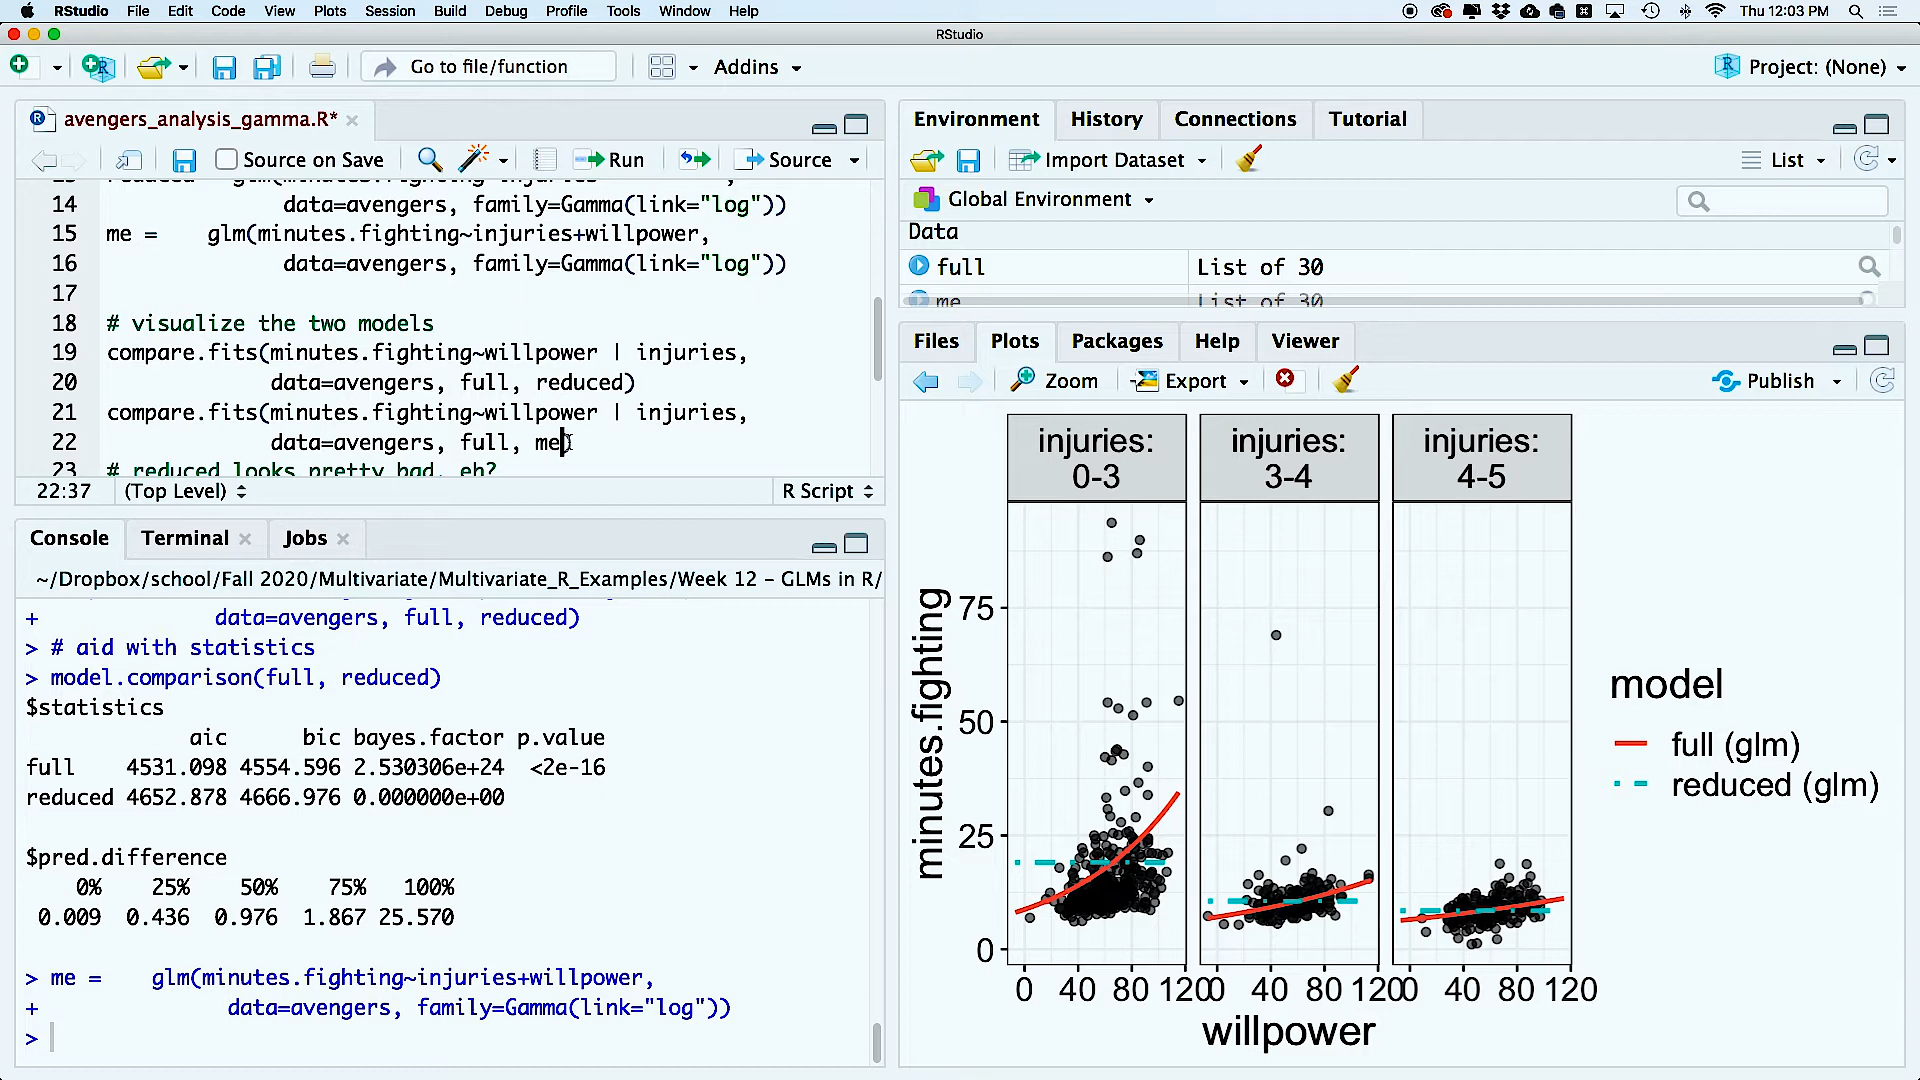 RStudio File Edit Code View Plots Session Build Debug Profile Tools Window Help Thu 12:03 PM
RStudio
Go to file/function Addins Project: (None)
avengers_analysis_gamma.R*
Source on Save Run Source
14 data=avengers, family=Gamma(link="log"))
15 me = glm(minutes.fighting~injuries+willpower,
16 data=avengers, family=Gamma(link="log"))
17
18 # visualize the two models
19 compare.fits(minutes.fighting~willpower | injuries,
20 data=avengers, full, reduced)
21 compare.fits(minutes.fighting~willpower | injuries,
22 data=avengers, full, me)
23 # reduced looks pretty bad, eh?
22:37 (Top Level) R Script
Console Terminal Jobs
~/Dropbox/school/Fall 2020/Multivariate/Multivariate_R_Examples/Week 12 – GLMs in R/
+ data=avengers, full, reduced)
> # aid with statistics
> model.comparison(full, reduced)
$statistics
aic bic bayes.factor p.value
full 4531.098 4554.596 2.530306e+24 <2e-16
reduced 4652.878 4666.976 0.000000e+00
$pred.difference
0% 25% 50% 75% 100%
0.009 0.436 0.976 1.867 25.570
> me = glm(minutes.fighting~injuries+willpower,
+ data=avengers, family=Gamma(link="log"))
>
Environment History Connections Tutorial
Import Dataset List
Global Environment
Data
full List of 30
me List of 30
Files Plots Packages Help Viewer
Zoom Export Publish
injuries: injuries: injuries:
0-3 3-4 4-5
minutes.fighting
75
50
25
0
0 40 80 120 0 40 80 120 0 40 80 120
willpower
model
full (glm)
reduced (glm)